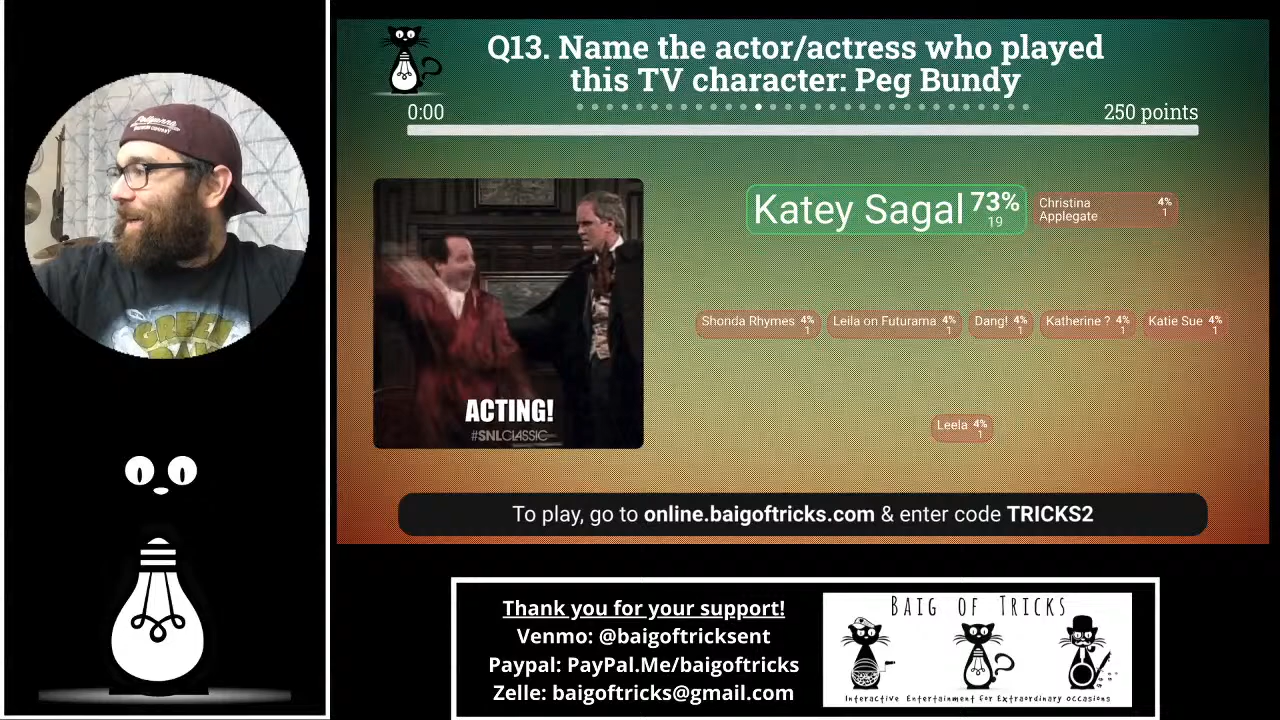 Q13. Name the actor/actress who played
this TV character: Peg Bundy
0:00
250 points
Katey Sagal 73%
19
Christina
Applegate
4%
1
Shonda Rhymes 4%
1
Lela on Futurama 4%
1
Dang! 4%
1
Katherine ? 4%
1
Katie Sue 4%
1
Leela 4%
1
ACTING!
#SNLCLASSIC
GREEN
To play, go to online.baigoftricks.com & enter code TRICKS2
Thank you for your support!
Venmo: @baigoftricksent
Paypal: PayPal.Me/baigoftricks
Zelle: baigoftricks@gmail.com
BAIG OF TRICKS
Interactive Entertainment for Extraordinary occasions